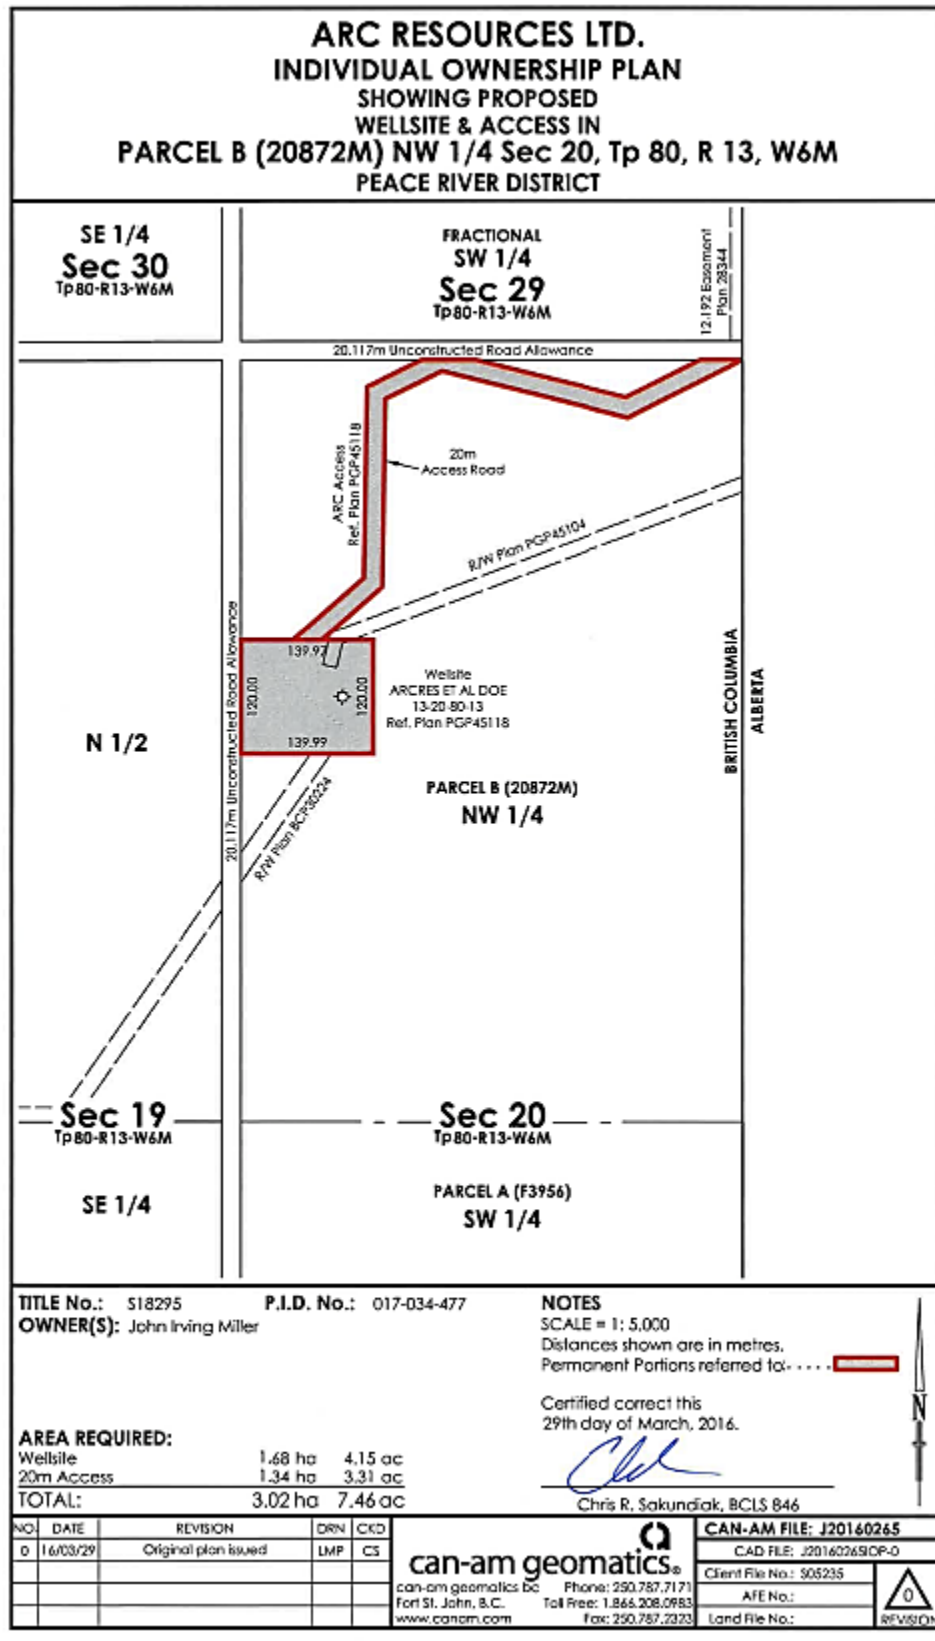 ARC RESOURCES LTD.
INDIVIDUAL OWNERSHIP PLAN
SHOWING PROPOSED
WELLSITE & ACCESS IN
PARCEL B (20872M) NW 1/4 Sec 20, Tp 80, R 13, W6M
PEACE RIVER DISTRICT
SE 1/4
Sec 30
Tp80-R13-W6M
FRACTIONAL
SW 1/4
Sec 29
Tp80-R13-W6M
12.192 Easement
Plan 28344
20.117m Unconstructed Road Allowance
ARC Access
Ref. Plan PGP45118
20m
Access Road
R/W Plan PGP45104
20.117m Unconstructed Road Allowance
139.97
120.00
120.00
139.99
Wellsite
ARCRES ET AL DOE
13-20-80-13
Ref. Plan PGP45118
BRITISH COLUMBIA
ALBERTA
N 1/2
R/W Plan BCP30224
PARCEL B (20872M)
NW 1/4
Sec 19
Tp80-R13-W6M
Sec 20
Tp80-R13-W6M
SE 1/4
PARCEL A (F3956)
SW 1/4
TITLE No.: S18295 P.I.D. No.: 017-034-477
OWNER(S): John Irving Miller
NOTES
SCALE = 1: 5,000
Distances shown are in metres.
Permanent Portions referred to: - - - - -
Certified correct this
29th day of March, 2016.
Chris R. Sakundiak, BCLS 846
N
AREA REQUIRED:
Wellsite 1.68 ha 4.15 ac
20m Access 1.34 ha 3.31 ac
TOTAL: 3.02 ha 7.46 ac
NO. DATE REVISION DRN CKD
0 16/03/29 Original plan issued LMP CS
can-am geomatics®
can-am geomatics bc
Fort St. John, B.C.
www.canam.com
Phone: 250.787.7171
Toll Free: 1.866.208.0983
Fax: 250.787.2323
CAN-AM FILE: J20160265
CAD FILE: J20160265IOP-0
Client File No.: S05235
AFE No.:
Land File No.:
0
REVISION